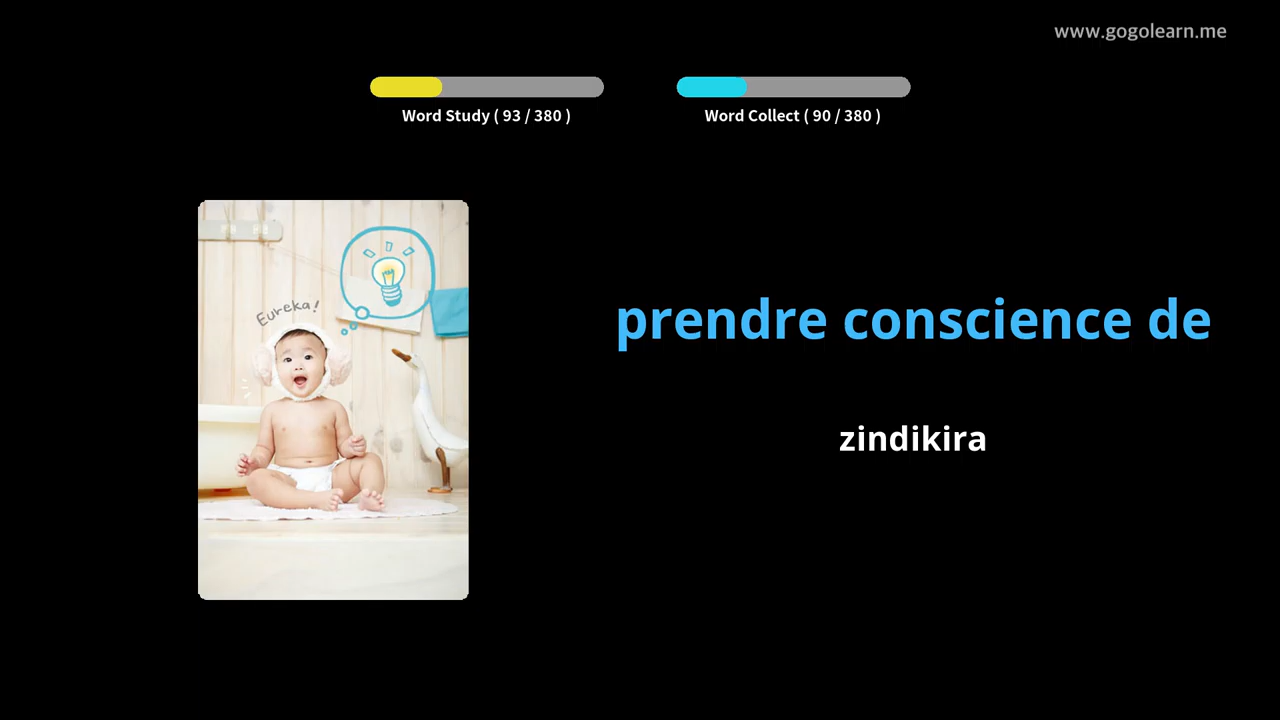 www.gogolearn.me
Word Study ( 93 / 380 )
Word Collect ( 90 / 380 )
Eureka!
prendre conscience de
zindikira